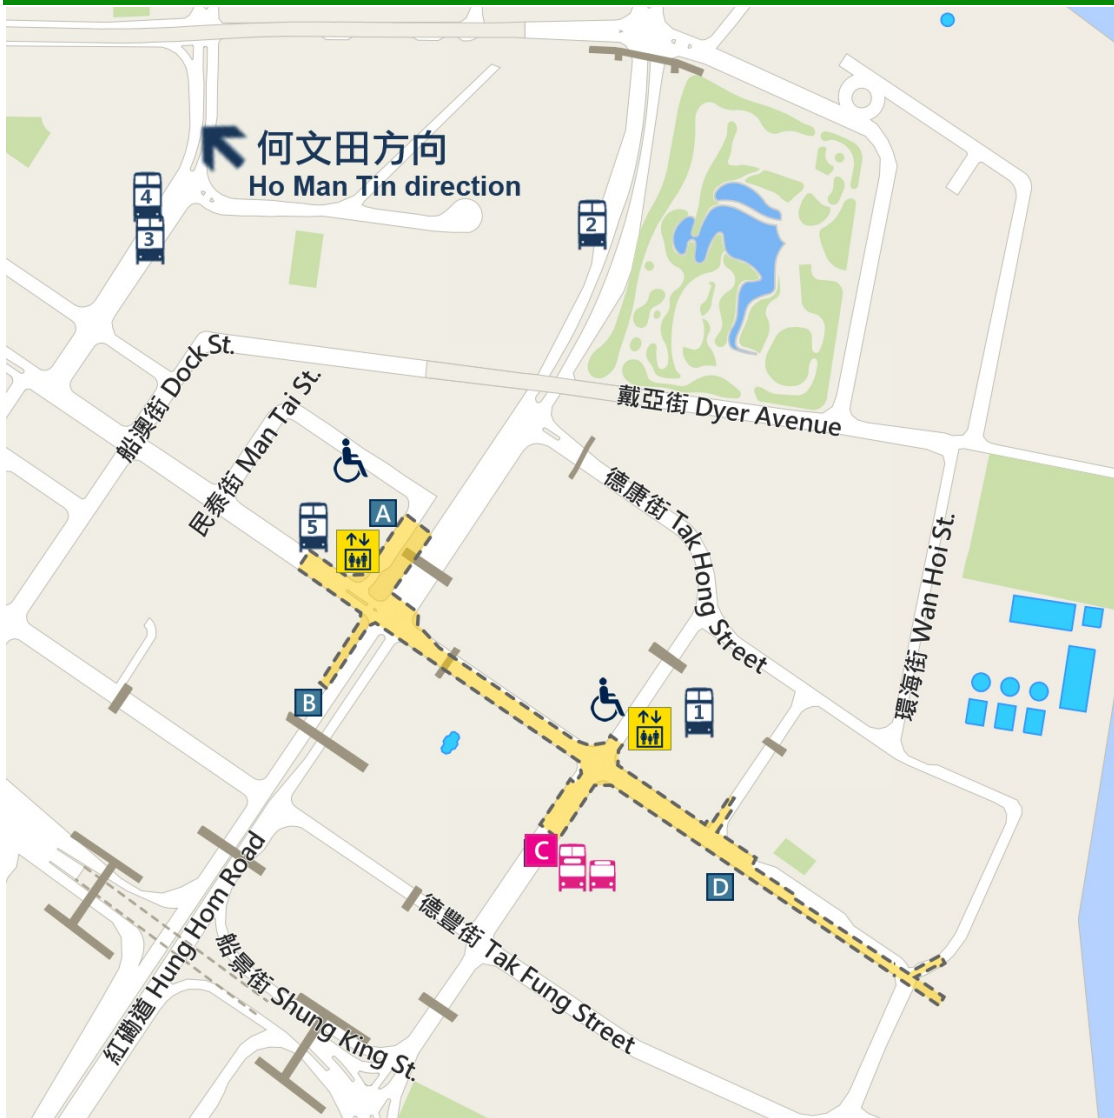 何文田方向
Ho Man Tin direction
4
3
2
船澳街 Dock St.
民泰街 Man Tai St.
戴亞街 Dyer Avenue
德康街 Tak Hong Street
環海街 Wan Hoi St.
A
5
B
1
C
D
紅磡道 Hung Hom Road
船景街 Shung King St.
德豐街 Tak Fung Street